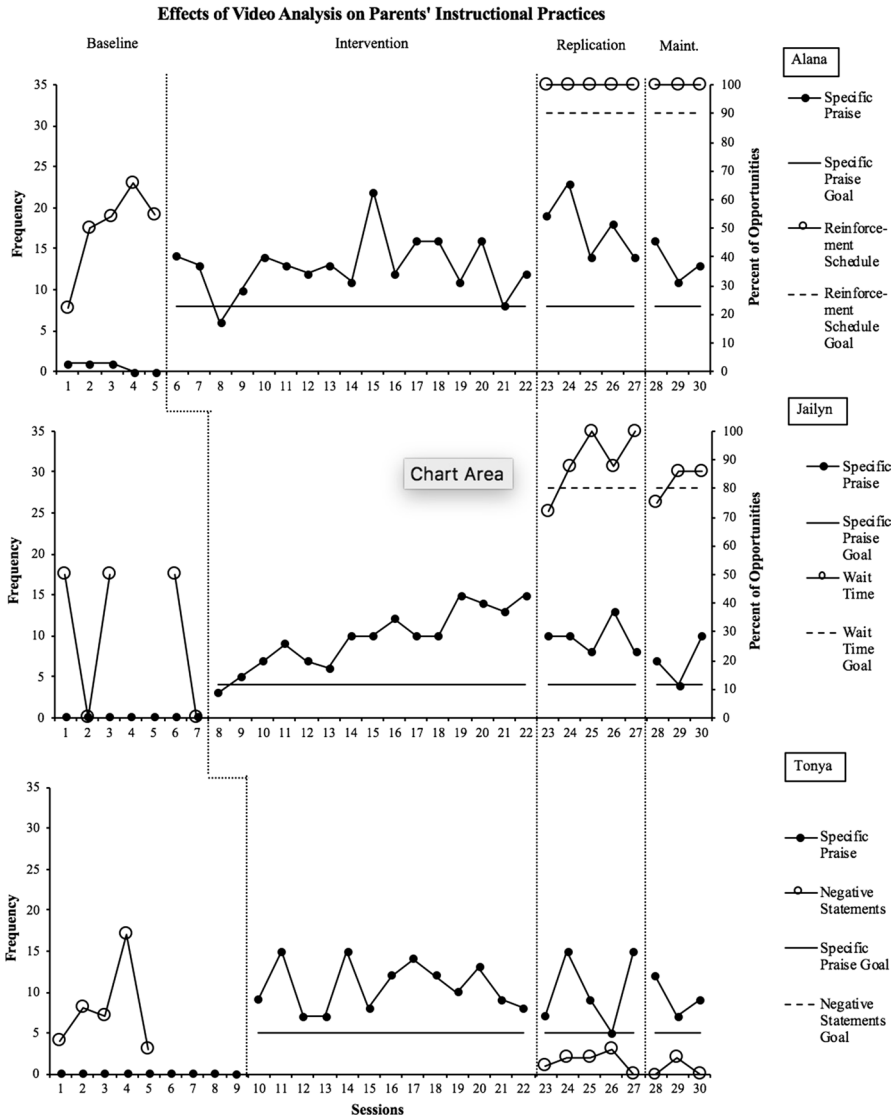 Effects of Video Analysis on Parents' Instructional Practices
Baseline
Intervention
Replication
Maint.
Alana
35
30
25
20
15
10
5
0
Frequency
100
90
80
70
60
50
40
30
20
10
0
Percent of Opportunities
1 2 3 4 5 6 7 8 9 10 11 12 13 14 15 16 17 18 19 20 21 22 23 24 25 26 27 28 29 30
Specific
Praise
Specific
Praise
Goal
Reinforce-
ment
Schedule
Reinforce-
ment
Schedule
Goal
Jailyn
35
30
25
20
15
10
5
0
Frequency
Chart Area
100
90
80
70
60
50
40
30
20
10
0
Percent of Opportunities
1 2 3 4 5 6 7 8 9 10 11 12 13 14 15 16 17 18 19 20 21 22 23 24 25 26 27 28 29 30
Specific
Praise
Specific
Praise
Goal
Wait
Time
Wait
Time
Goal
Tonya
35
30
25
20
15
10
5
0
Frequency
1 2 3 4 5 6 7 8 9 10 11 12 13 14 15 16 17 18 19 20 21 22 23 24 25 26 27 28 29 30
Sessions
Specific
Praise
Negative
Statements
Specific
Praise Goal
Negative
Statements
Goal